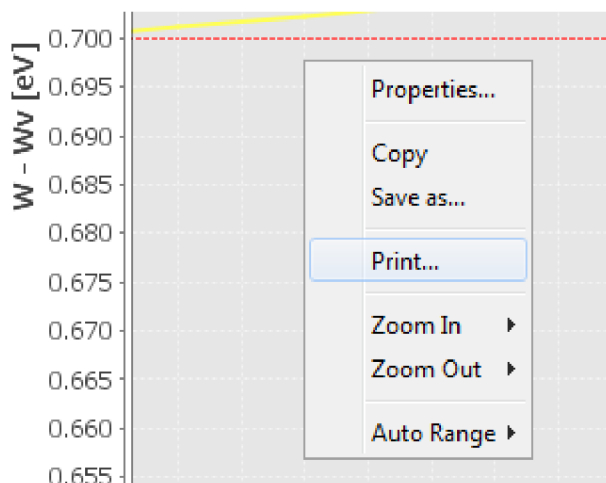 W - Wv [eV]
0.700
0.695
0.690
0.685
0.680
0.675
0.670
0.665
0.660
0.655
Properties...
Copy
Save as...
Print...
Zoom In
Zoom Out
Auto Range